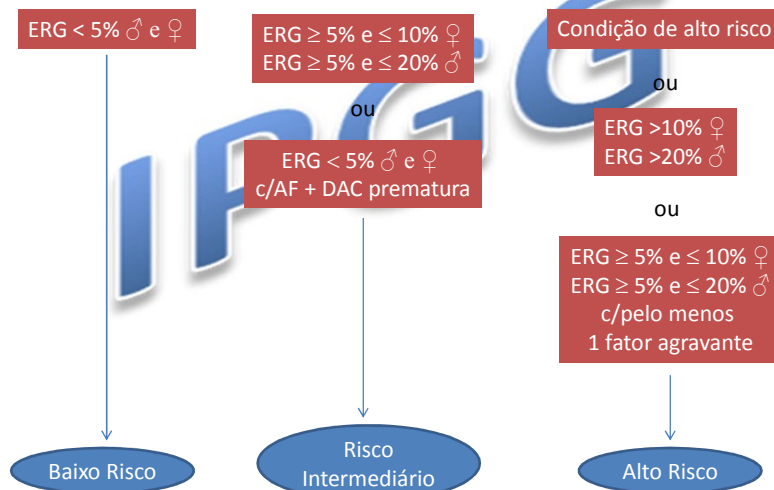 ERG < 5% ♂ e ♀
Baixo Risco
ERG ≥ 5% e ≤ 10% ♀
ERG ≥ 5% e ≤ 20% ♂
ou
ERG < 5% ♂ e ♀
c/AF + DAC prematura
Risco
Intermediário
Condição de alto risco
ou
ERG >10% ♀
ERG >20% ♂
ou
ERG ≥ 5% e ≤ 10% ♀
ERG ≥ 5% e ≤ 20% ♂
c/pelo menos
1 fator agravante
Alto Risco
IPGG